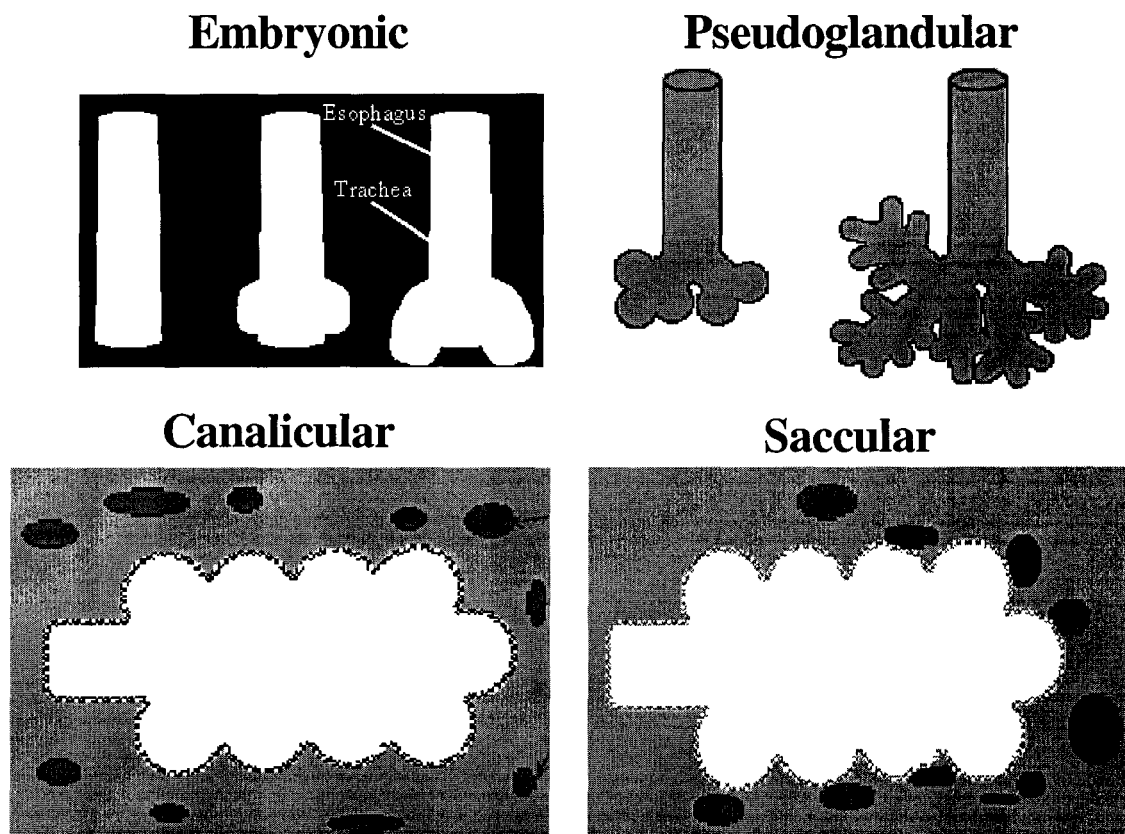 Embryonic
Pseudoglandular
Esophagus
Trachea
Canalicular
Saccular